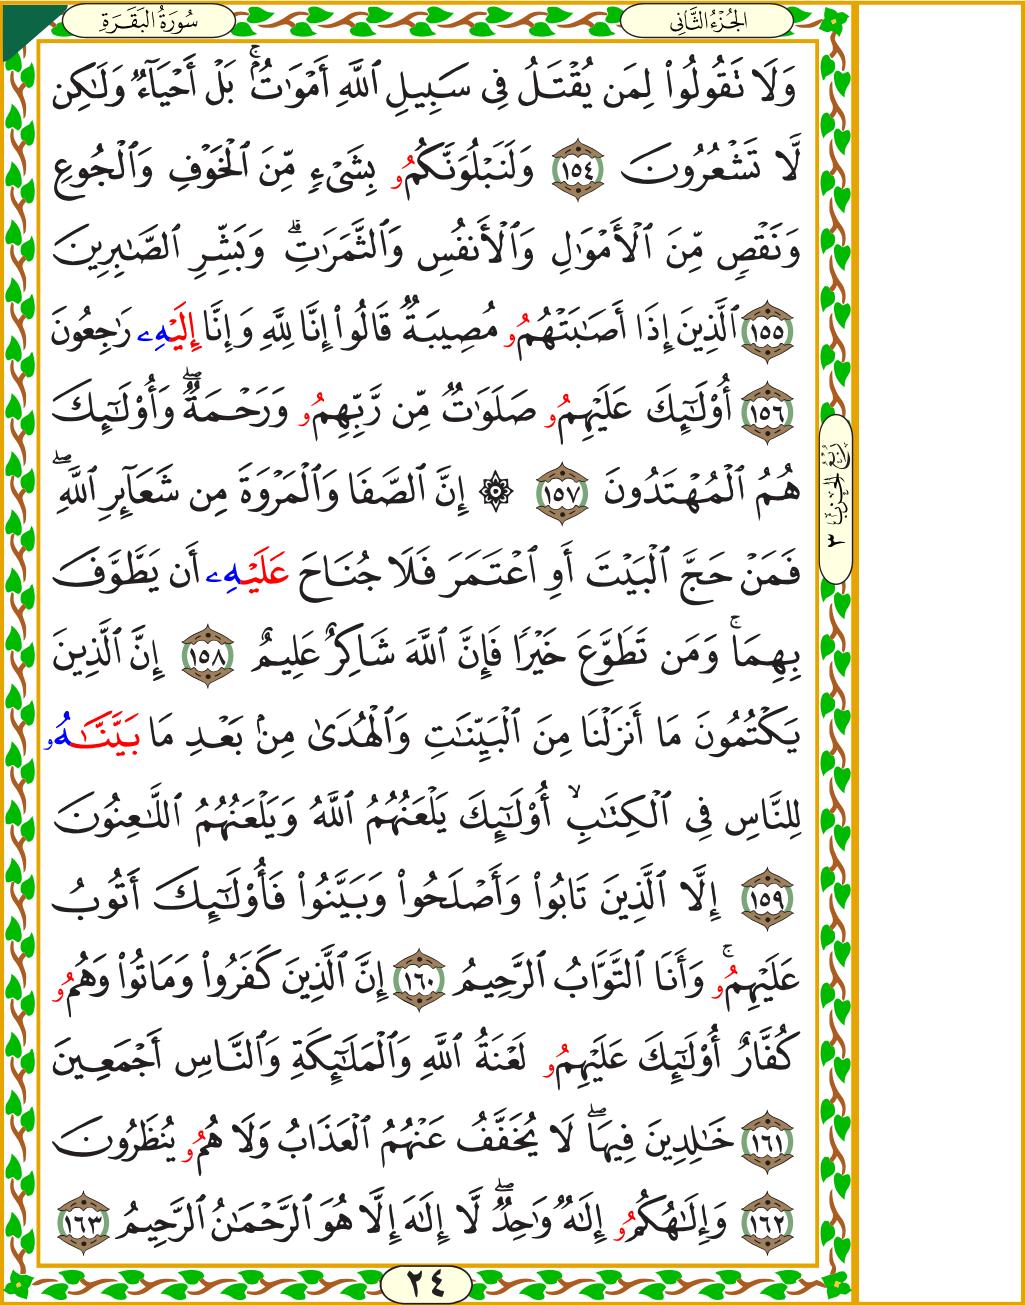 سُورَةُ البَقَرَةِ
الجُزْءُ الثَّانِي
وَلَا تَقُولُوا۟ لِمَن يُقْتَلُ فِى سَبِيلِ ٱللَّهِ أَمْوَٰتٌۢ ۚ بَلْ أَحْيَآءٌ وَلَٰكِن
لَّا تَشْعُرُونَ ١٥٤ وَلَنَبْلُوَنَّكُمُۥ بِشَىْءٍ مِّنَ ٱلْخَوْفِ وَٱلْجُوعِ
وَنَقْصٍ مِّنَ ٱلْأَمْوَٰلِ وَٱلْأَنفُسِ وَٱلثَّمَرَٰتِ ۗ وَبَشِّرِ ٱلصَّٰبِرِينَ
١٥٥ ٱلَّذِينَ إِذَآ أَصَٰبَتْهُمُۥ مُصِيبَةٌ قَالُوٓا۟ إِنَّا لِلَّهِ وَإِنَّآ إِلَيْهِۦ رَٰجِعُونَ
١٥٦ أُو۟لَٰٓئِكَ عَلَيْهِمُۥ صَلَوَٰتٌ مِّن رَّبِّهِمُۥ وَرَحْمَةٌ ۖ وَأُو۟لَٰٓئِكَ
هُمُ ٱلْمُهْتَدُونَ ١٥٧ ۞ إِنَّ ٱلصَّفَا وَٱلْمَرْوَةَ مِن شَعَآئِرِ ٱللَّهِ ۖ
فَمَنْ حَجَّ ٱلْبَيْتَ أَوِ ٱعْتَمَرَ فَلَا جُنَاحَ عَلَيْهِۦ أَن يَطَّوَّفَ
بِهِمَا ۚ وَمَن تَطَوَّعَ خَيْرًا فَإِنَّ ٱللَّهَ شَاكِرٌ عَلِيمٌ ١٥٨ إِنَّ ٱلَّذِينَ
يَكْتُمُونَ مَا أَنزَلْنَا مِنَ ٱلْبَيِّنَٰتِ وَٱلْهُدَىٰ مِنۢ بَعْدِ مَا بَيَّنَّٰهُۥ
لِلنَّاسِ فِى ٱلْكِتَٰبِ ۙ أُو۟لَٰٓئِكَ يَلْعَنُهُمُ ٱللَّهُ وَيَلْعَنُهُمُ ٱللَّٰعِنُونَ
١٥٩ إِلَّا ٱلَّذِينَ تَابُوا۟ وَأَصْلَحُوا۟ وَبَيَّنُوا۟ فَأُو۟لَٰٓئِكَ أَتُوبُ
عَلَيْهِمُۥ ۚ وَأَنَا ٱلتَّوَّابُ ٱلرَّحِيمُ ١٦٠ إِنَّ ٱلَّذِينَ كَفَرُوا۟ وَمَاتُوا۟ وَهُمُۥ
كُفَّارٌ أُو۟لَٰٓئِكَ عَلَيْهِمُۥ لَعْنَةُ ٱللَّهِ وَٱلْمَلَٰٓئِكَةِ وَٱلنَّاسِ أَجْمَعِينَ
١٦١ خَٰلِدِينَ فِيهَا ۖ لَا يُخَفَّفُ عَنْهُمُ ٱلْعَذَابُ وَلَا هُمُۥ يُنظَرُونَ
١٦٢ وَإِلَٰهُكُمُۥ إِلَٰهٌ وَٰحِدٌ ۖ لَّا إِلَٰهَ إِلَّا هُوَ ٱلرَّحْمَٰنُ ٱلرَّحِيمُ ١٦٣
رُبُعُ الحِزْبِ ٣
٢٤